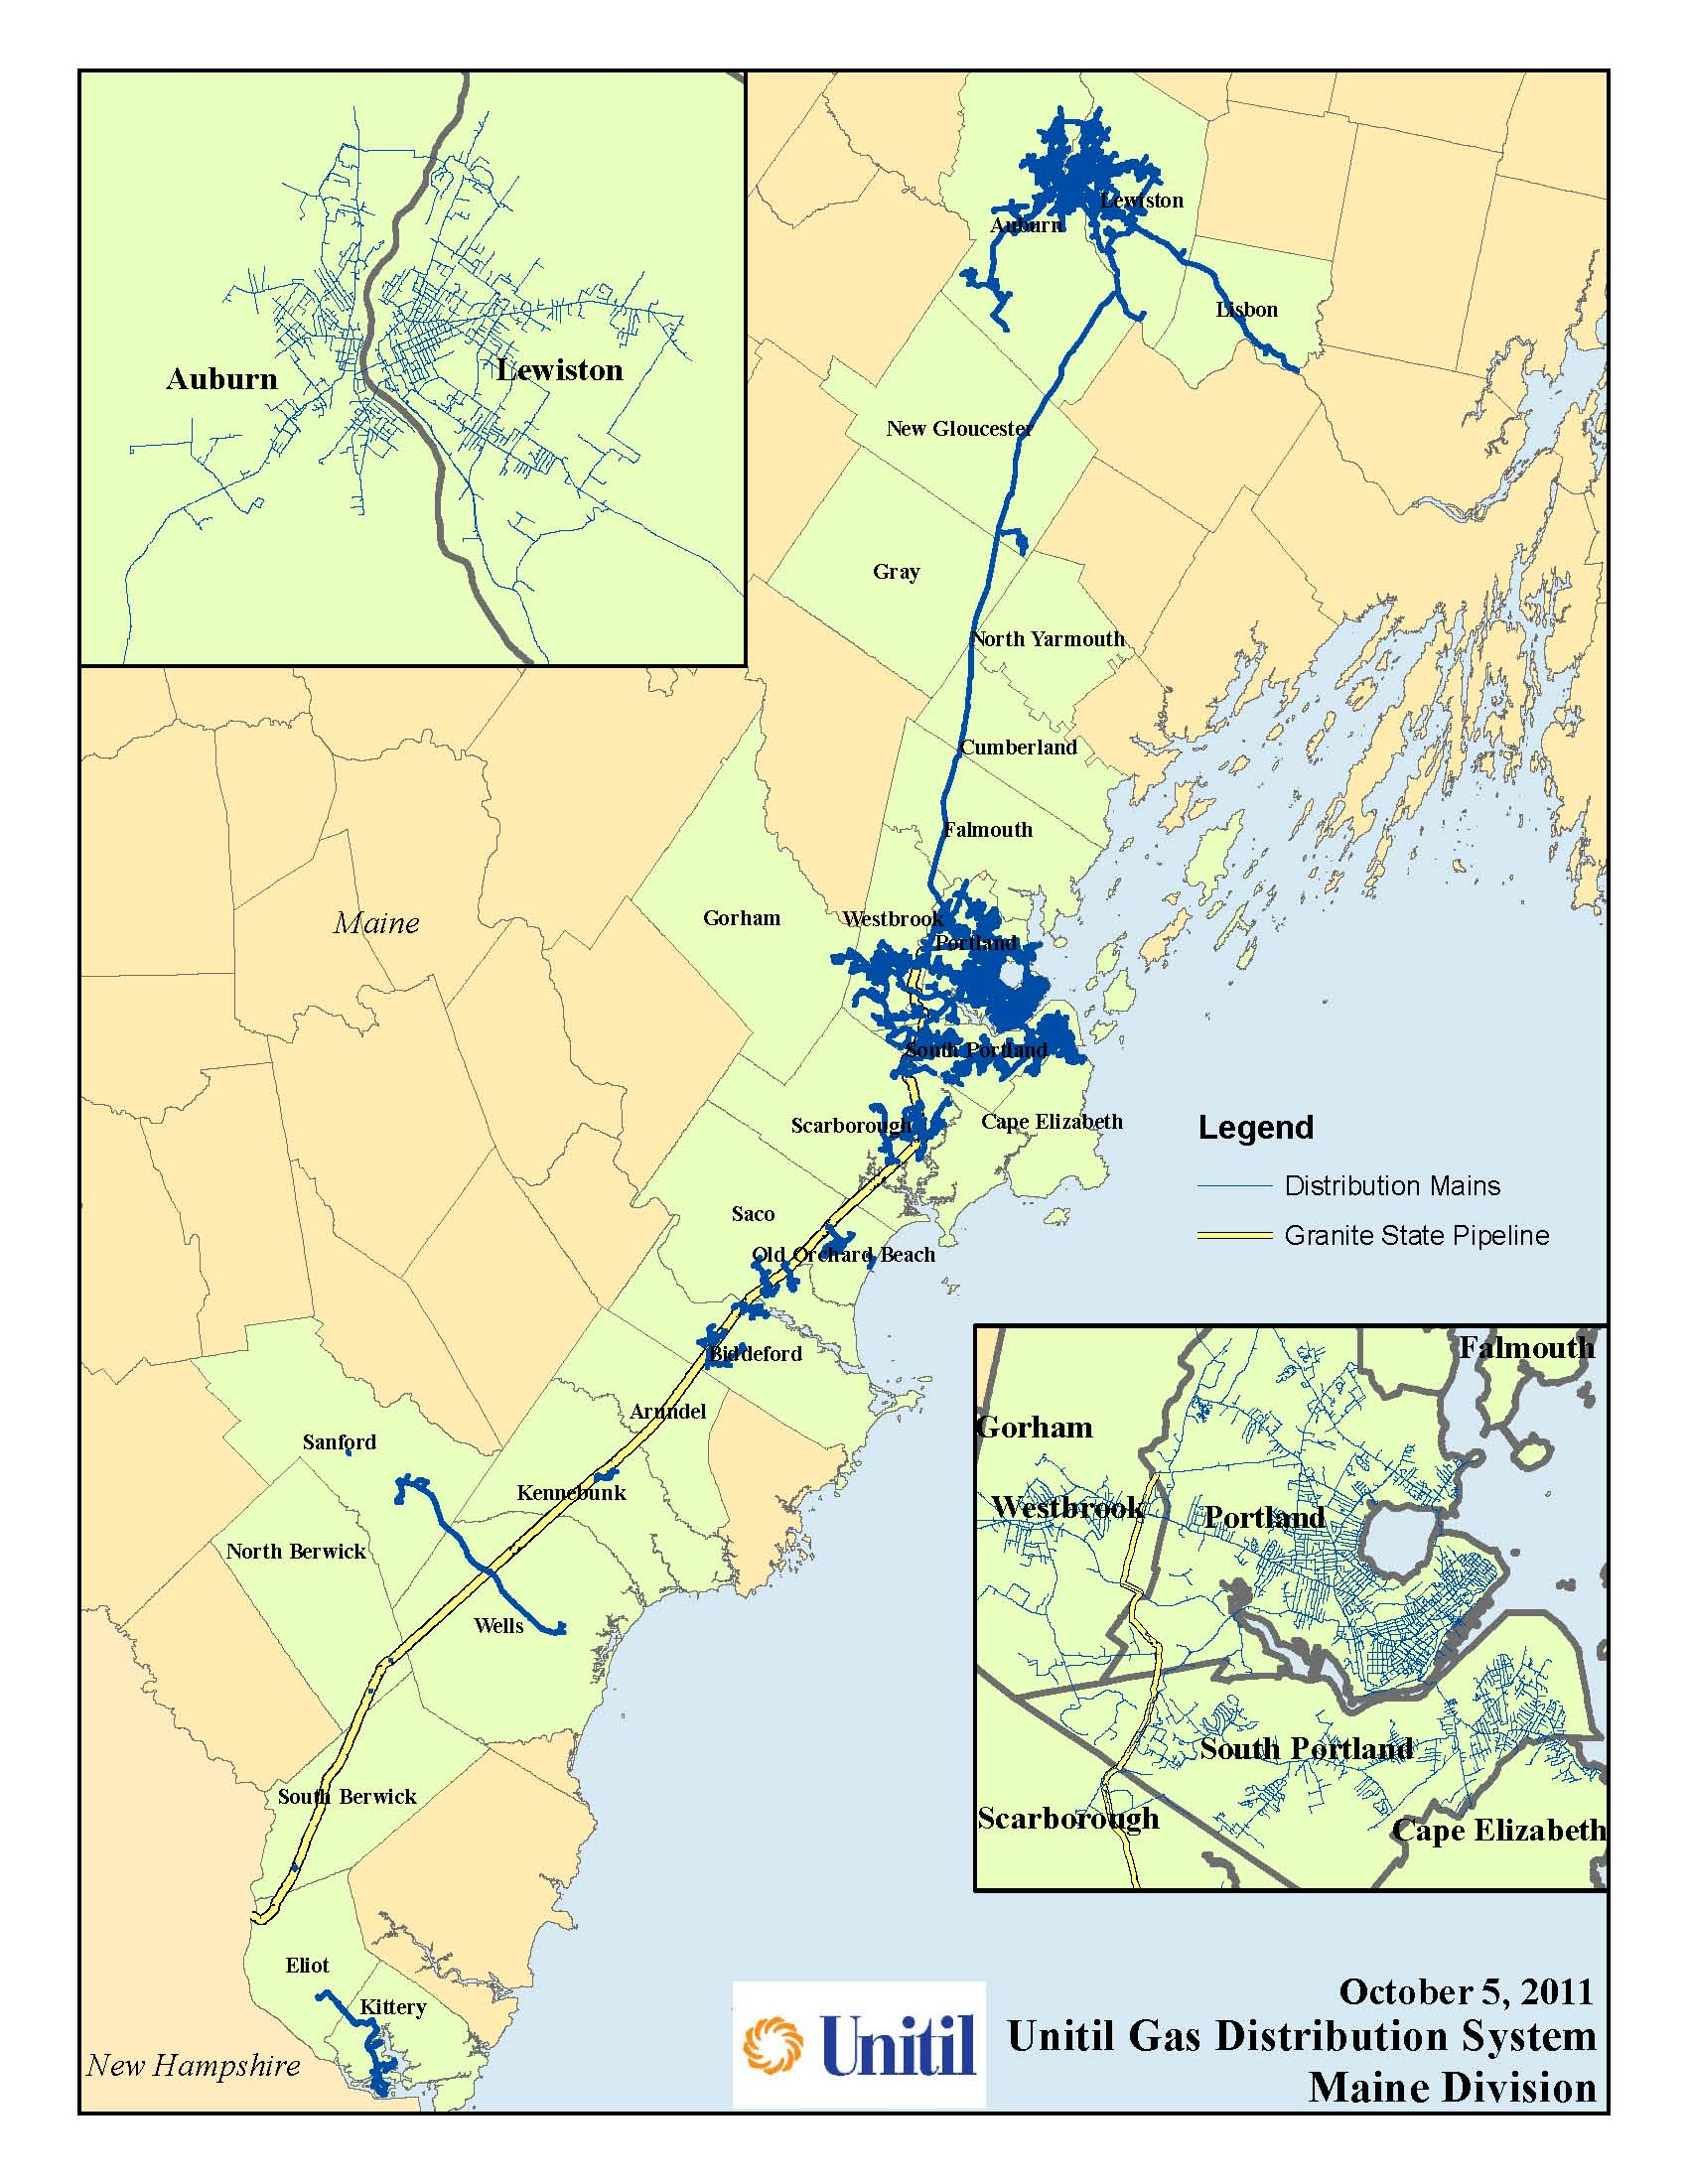 Auburn
Lewiston
Lewiston
Auburn
Lisbon
New Gloucester
Gray
North Yarmouth
Cumberland
Falmouth
Maine
Gorham
Westbrook
Portland
South Portland
Scarborough
Cape Elizabeth
Legend
Distribution Mains
Granite State Pipeline
Saco
Old Orchard Beach
Biddeford
Arundel
Sanford
Kennebunk
North Berwick
Wells
South Berwick
Eliot
Kittery
New Hampshire
Falmouth
Gorham
Westbrook
Portland
South Portland
Scarborough
Cape Elizabeth
Unitil
October 5, 2011
Unitil Gas Distribution System
Maine Division